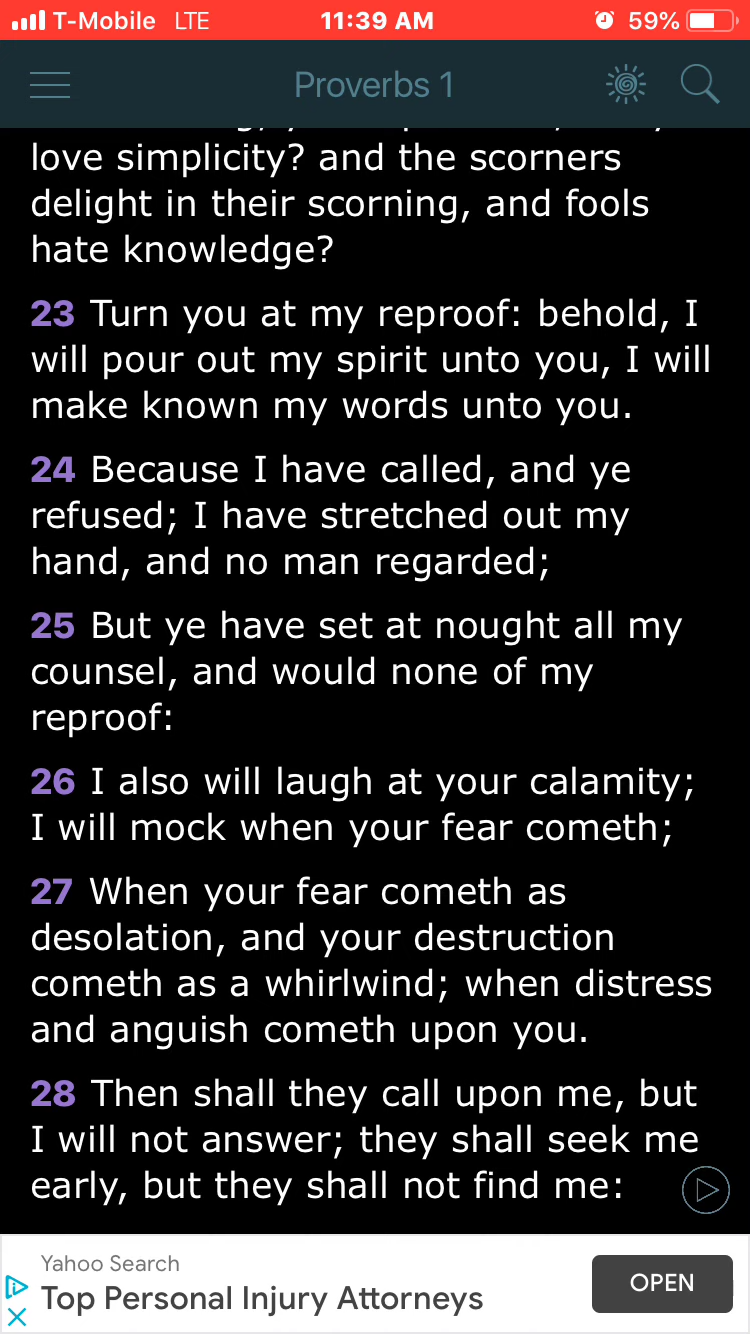 T-Mobile LTE 11:39 AM 59%
Proverbs 1
love simplicity? and the scorners
delight in their scorning, and fools
hate knowledge?
23 Turn you at my reproof: behold, I
will pour out my spirit unto you, I will
make known my words unto you.
24 Because I have called, and ye
refused; I have stretched out my
hand, and no man regarded;
25 But ye have set at nought all my
counsel, and would none of my
reproof:
26 I also will laugh at your calamity;
I will mock when your fear cometh;
27 When your fear cometh as
desolation, and your destruction
cometh as a whirlwind; when distress
and anguish cometh upon you.
28 Then shall they call upon me, but
I will not answer; they shall seek me
early, but they shall not find me:
Yahoo Search
Top Personal Injury Attorneys
OPEN